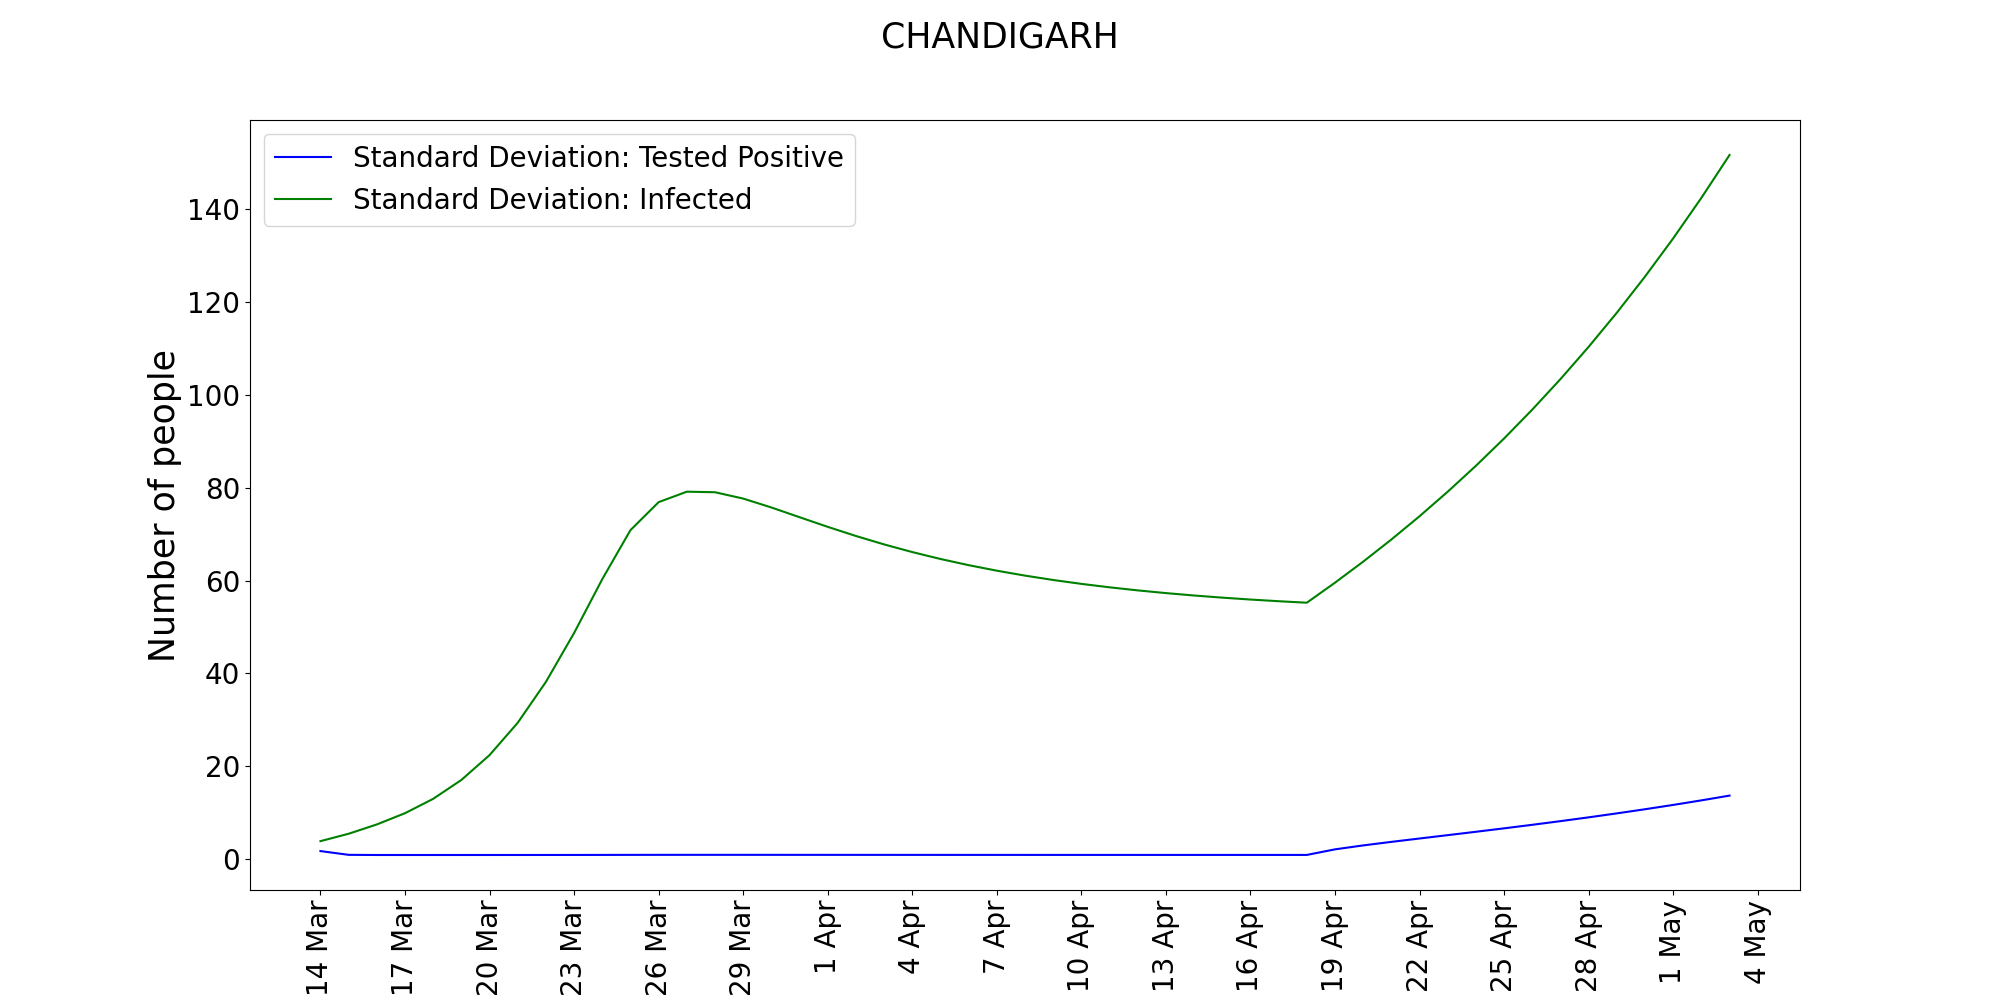 CHANDIGARH
Standard Deviation: Tested Positive
Standard Deviation: Infected
Number of people
140
120
100
80
60
40
20
0
14 Mar
17 Mar
20 Mar
23 Mar
26 Mar
29 Mar
1 Apr
4 Apr
7 Apr
10 Apr
13 Apr
16 Apr
19 Apr
22 Apr
25 Apr
28 Apr
1 May
4 May